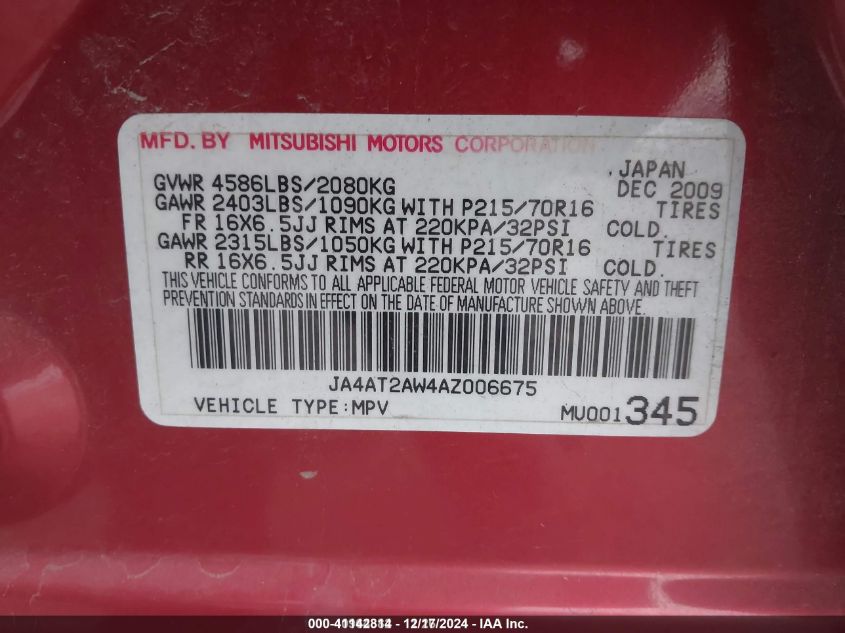 MFD. BY MITSUBISHI MOTORS CORPORATION
JAPAN
GVWR 4586LBS/2080KG DEC 2009
GAWR 2403LBS/1090KG WITH P215/70R16 TIRES
FR 16X6.5JJ RIMS AT 220KPA/32PSI COLD.
GAWR 2315LBS/1050KG WITH P215/70R16 TIRES
RR 16X6.5JJ RIMS AT 220KPA/32PSI COLD.
THIS VEHICLE CONFORMS TO ALL APPLICABLE FEDERAL MOTOR VEHICLE SAFETY AND THEFT
PREVENTION STANDARDS IN EFFECT ON THE DATE OF MANUFACTURE SHOWN ABOVE.
JA4AT2AW4AZ006675
VEHICLE TYPE:MPV MU001345